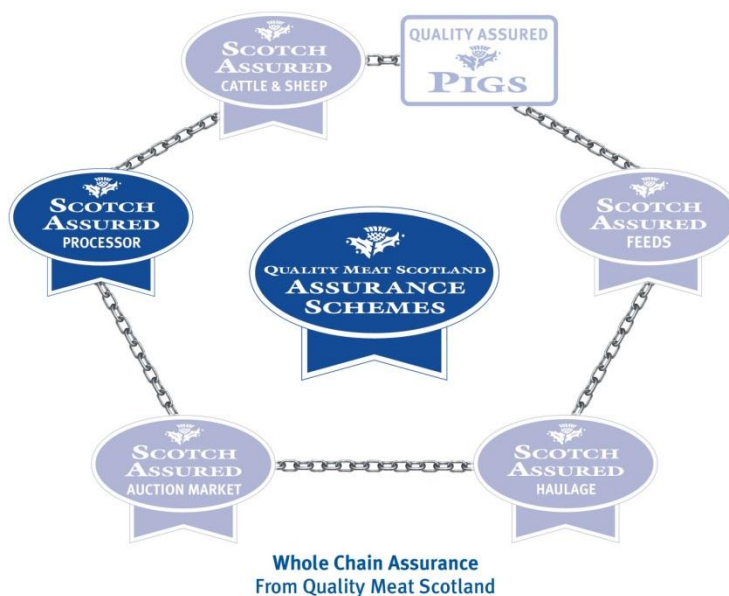 SCOTCH
ASSURED
CATTLE & SHEEP
QUALITY ASSURED
PIGS
SCOTCH
ASSURED
PROCESSOR
QUALITY MEAT SCOTLAND
ASSURANCE
SCHEMES
SCOTCH
ASSURED
FEEDS
SCOTCH
ASSURED
AUCTION MARKET
SCOTCH
ASSURED
HAULAGE
Whole Chain Assurance
From Quality Meat Scotland